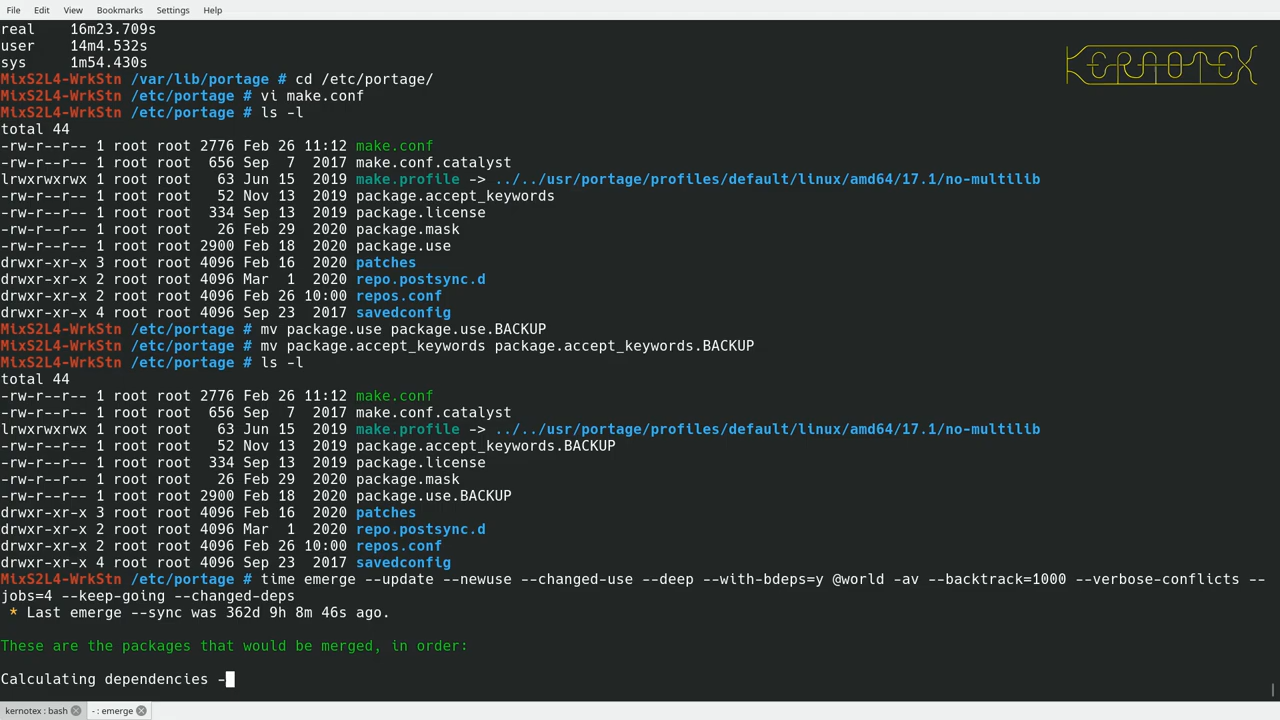 File Edit View Bookmarks Settings Help
real    16m23.709s
user    14m4.532s
sys     1m54.430s
MixS2L4-WrkStn /var/lib/portage # cd /etc/portage/
MixS2L4-WrkStn /etc/portage # vi make.conf
MixS2L4-WrkStn /etc/portage # ls -l
total 44
-rw-r--r-- 1 root root 2776 Feb 26 11:12 make.conf
-rw-r--r-- 1 root root  656 Sep  7  2017 make.conf.catalyst
lrwxrwxrwx 1 root root   63 Jun 15  2019 make.profile -> ../../usr/portage/profiles/default/linux/amd64/17.1/no-multilib
-rw-r--r-- 1 root root   52 Nov 13  2019 package.accept_keywords
-rw-r--r-- 1 root root  334 Sep 13  2019 package.license
-rw-r--r-- 1 root root   26 Feb 29  2020 package.mask
-rw-r--r-- 1 root root 2900 Feb 18  2020 package.use
drwxr-xr-x 3 root root 4096 Feb 16  2020 patches
drwxr-xr-x 2 root root 4096 Mar  1  2020 repo.postsync.d
drwxr-xr-x 2 root root 4096 Feb 26 10:00 repos.conf
drwxr-xr-x 4 root root 4096 Sep 23  2017 savedconfig
MixS2L4-WrkStn /etc/portage # mv package.use package.use.BACKUP
MixS2L4-WrkStn /etc/portage # mv package.accept_keywords package.accept_keywords.BACKUP
MixS2L4-WrkStn /etc/portage # ls -l
total 44
-rw-r--r-- 1 root root 2776 Feb 26 11:12 make.conf
-rw-r--r-- 1 root root  656 Sep  7  2017 make.conf.catalyst
lrwxrwxrwx 1 root root   63 Jun 15  2019 make.profile -> ../../usr/portage/profiles/default/linux/amd64/17.1/no-multilib
-rw-r--r-- 1 root root   52 Nov 13  2019 package.accept_keywords.BACKUP
-rw-r--r-- 1 root root  334 Sep 13  2019 package.license
-rw-r--r-- 1 root root   26 Feb 29  2020 package.mask
-rw-r--r-- 1 root root 2900 Feb 18  2020 package.use.BACKUP
drwxr-xr-x 3 root root 4096 Feb 16  2020 patches
drwxr-xr-x 2 root root 4096 Mar  1  2020 repo.postsync.d
drwxr-xr-x 2 root root 4096 Feb 26 10:00 repos.conf
drwxr-xr-x 4 root root 4096 Sep 23  2017 savedconfig
MixS2L4-WrkStn /etc/portage # time emerge --update --newuse --changed-use --deep --with-bdeps=y @world -av --backtrack=1000 --verbose-conflicts --
jobs=4 --keep-going --changed-deps
 * Last emerge --sync was 362d 9h 8m 46s ago.
These are the packages that would be merged, in order:
Calculating dependencies -
KERNOTEX
kernotex : bash
- : emerge